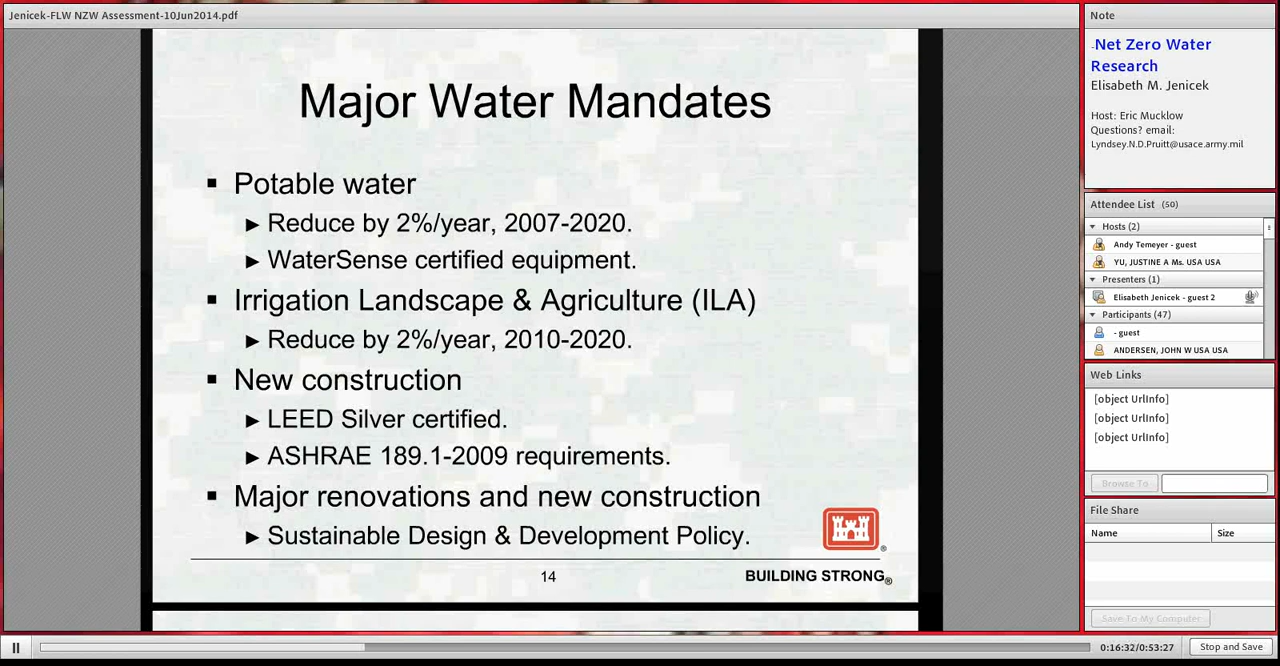 Jenicek-FLW NZW Assessment-10Jun2014.pdf
Major Water Mandates
▪ Potable water
► Reduce by 2%/year, 2007-2020.
► WaterSense certified equipment.
▪ Irrigation Landscape & Agriculture (ILA)
► Reduce by 2%/year, 2010-2020.
▪ New construction
► LEED Silver certified.
► ASHRAE 189.1-2009 requirements.
▪ Major renovations and new construction
► Sustainable Design & Development Policy.
®
14
BUILDING STRONG®
Note
-Net Zero Water
Research
Elisabeth M. Jenicek
Host: Eric Mucklow
Questions? email:
Lyndsey.N.D.Pruitt@usace.army.mil
Attendee List (50)
Hosts (2)
Andy Temeyer - guest
YU, JUSTINE A Ms. USA USA
Presenters (1)
Elisabeth Jenicek - guest 2
Participants (47)
- guest
ANDERSEN, JOHN W USA USA
Web Links
[object UrlInfo]
[object UrlInfo]
[object UrlInfo]
Browse To
File Share
Name Size
Save To My Computer
0:16:32/0:53:27 Stop and Save